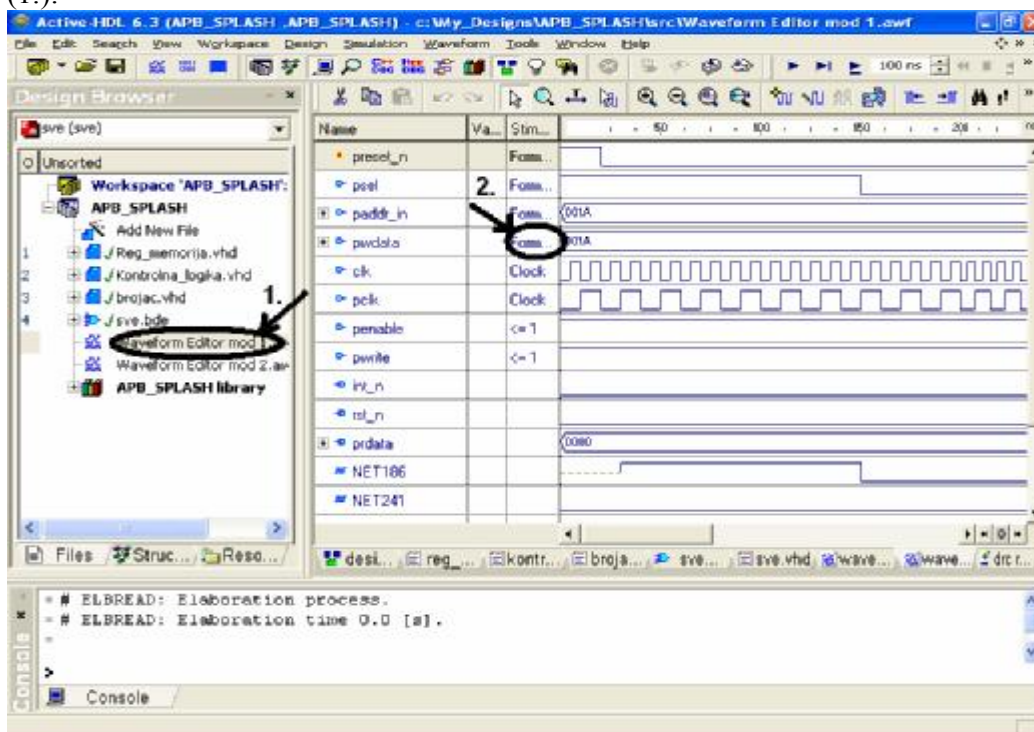 (1.).
Active-HDL 6.3 (APB_SPLASH ,APB_SPLASH) - c:\My_Designs\APB_SPLASH\src\Waveform Editor mod 1.awf
File Edit Search View Workspace Design Simulation Waveform Tools Window Help
100 ns
Design Browser
sve (sve)
Unsorted
Workspace 'APB_SPLASH':
APB_SPLASH
Add New File
1 Reg_memorija.vhd
2 Kontrolna_logika.vhd
3 brojac.vhd
4 sve.bde
Waveform Editor mod 1
Waveform Editor mod 2.aw
APB_SPLASH library
1.
2.
Files Struc... Reso...
Name Va... Stim... 50 100 150 200
presel_n Form...
psel Form...
paddr_in Form... 001A
pwdata Form... 001A
clk Clock
pclk Clock
penable <= 1
pwrite <= 1
int_n
rst_n
prdata 0000
NET186
NET241
desi... reg_... kontr... broja... sve... sve.vhd wave... wave... drc r...
# ELBREAD: Elaboration process.
# ELBREAD: Elaboration time 0.0 [s].
>
Console
Console